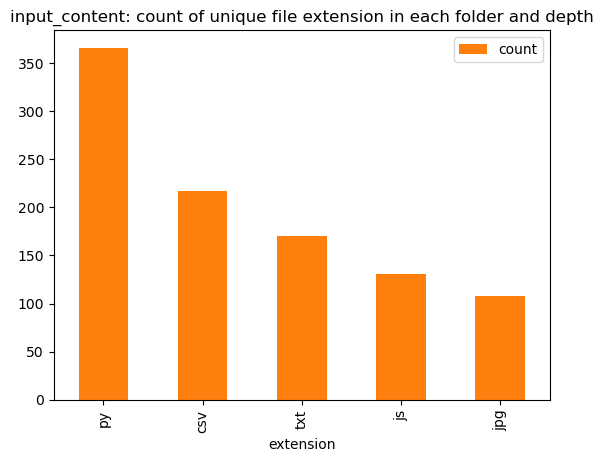 input_content: count of unique file extension in each folder and depth
count
350
300
250
200
150
100
50
0
py
csv
txt
js
jpg
extension